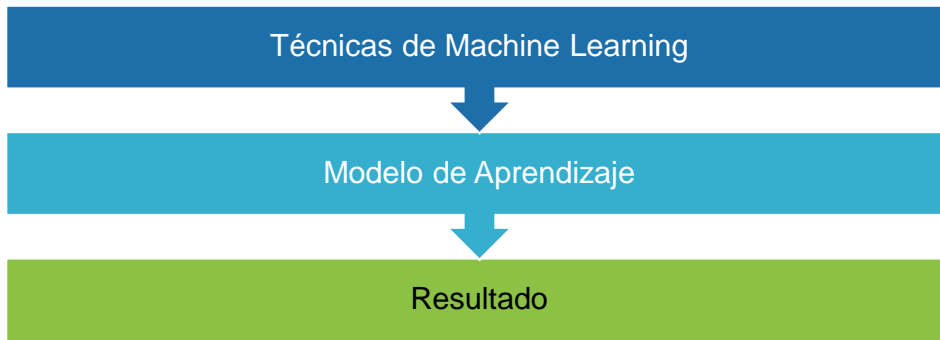 Técnicas de Machine Learning
Modelo de Aprendizaje
Resultado